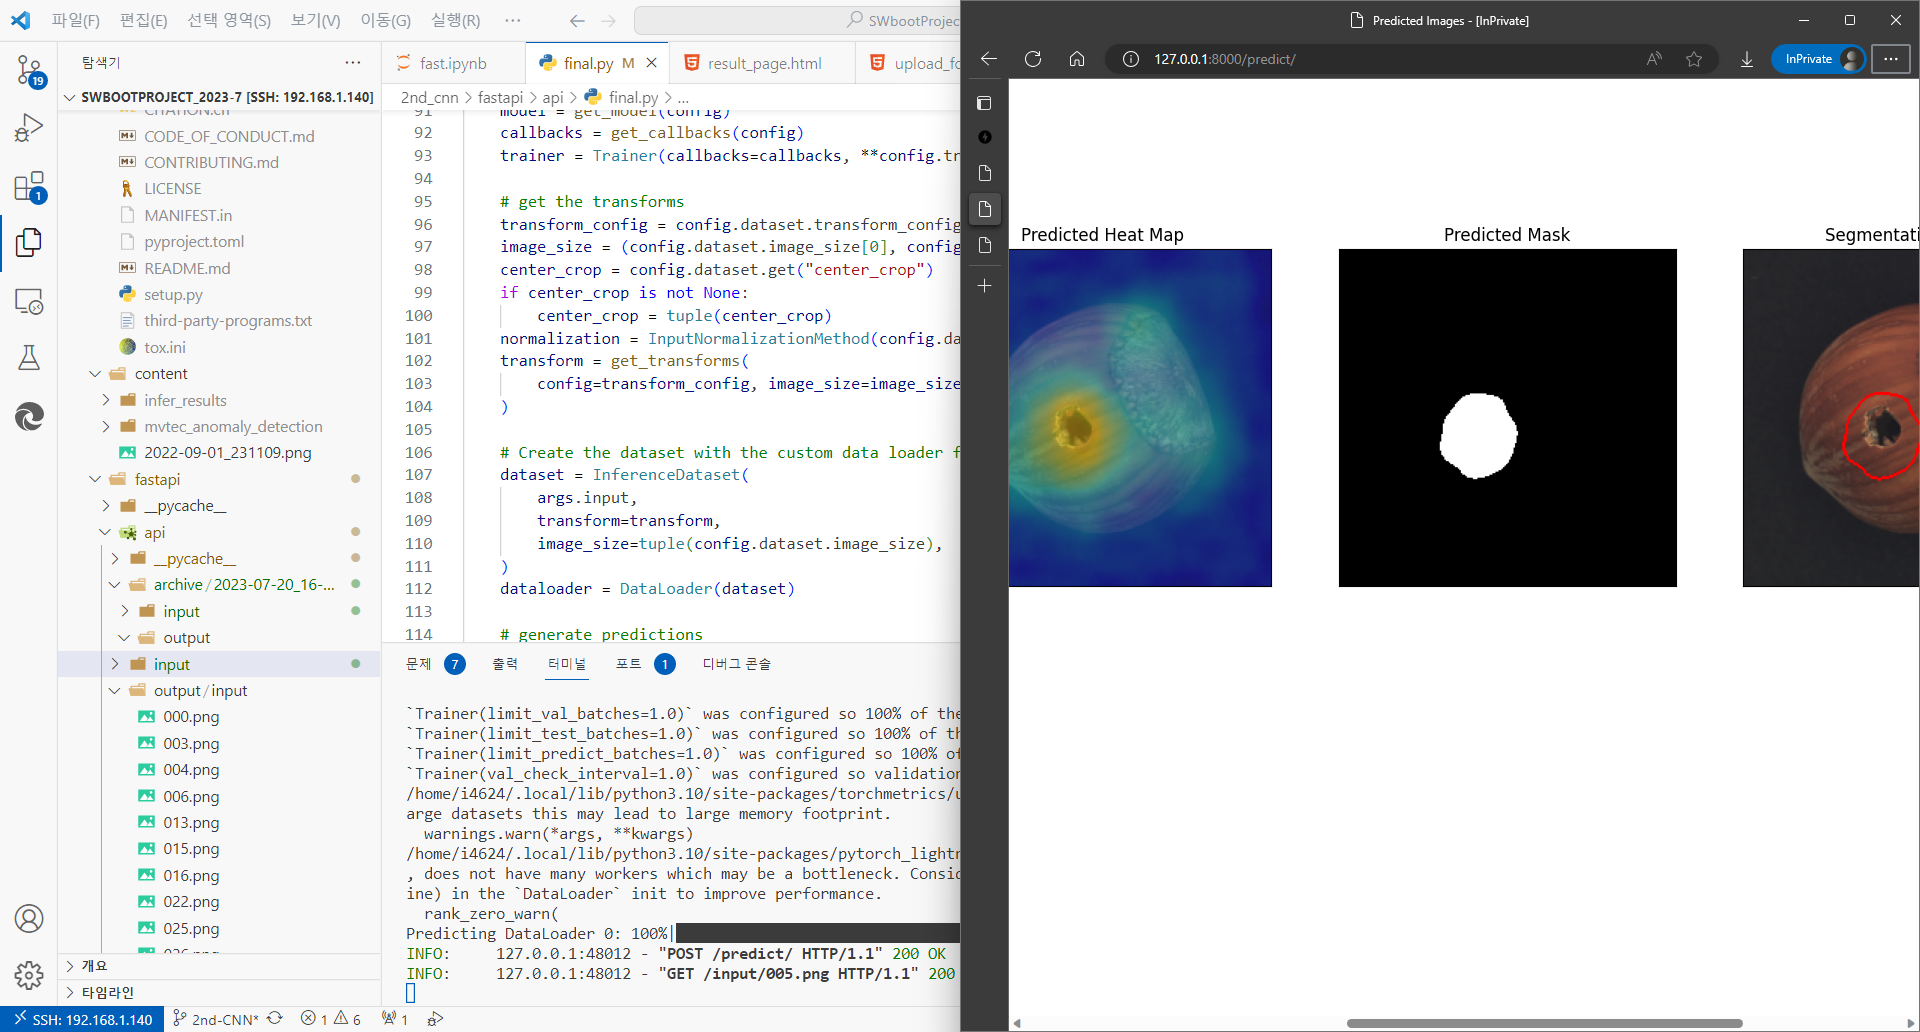 파일(F) 편집(E) 선택 영역(S) 보기(V) 이동(G) 실행(R) ··· SWbootProjec
탐색기 ···
SWBOOTPROJECT_2023-7 [SSH: 192.168.1.140]
CITATION.cff
CODE_OF_CONDUCT.md
CONTRIBUTING.md
LICENSE
MANIFEST.in
pyproject.toml
README.md
setup.py
third-party-programs.txt
tox.ini
content
infer_results
mvtec_anomaly_detection
2022-09-01_231109.png
fastapi
__pycache__
api
__pycache__
archive / 2023-07-20_16-...
input
output
input
output / input
000.png
003.png
004.png
006.png
013.png
015.png
016.png
022.png
025.png
026.png
개요
타임라인
19
1
fast.ipynb final.py M result_page.html upload_fo
2nd_cnn > fastapi > api > final.py > ...
91 model = get_model(config)
92 callbacks = get_callbacks(config)
93 trainer = Trainer(callbacks=callbacks, **config.tr
94
95 # get the transforms
96 transform_config = config.dataset.transform_config
97 image_size = (config.dataset.image_size[0], config
98 center_crop = config.dataset.get("center_crop")
99 if center_crop is not None:
100 center_crop = tuple(center_crop)
101 normalization = InputNormalizationMethod(config.da
102 transform = get_transforms(
103 config=transform_config, image_size=image_size
104 )
105
106 # Create the dataset with the custom data loader f
107 dataset = InferenceDataset(
108 args.input,
109 transform=transform,
110 image_size=tuple(config.dataset.image_size),
111 )
112 dataloader = DataLoader(dataset)
113
114 # generate predictions
문제 7 출력 터미널 포트 1 디버그 콘솔
`Trainer(limit_val_batches=1.0)` was configured so 100% of the
`Trainer(limit_test_batches=1.0)` was configured so 100% of th
`Trainer(limit_predict_batches=1.0)` was configured so 100% of
`Trainer(val_check_interval=1.0)` was configured so validation
/home/i4624/.local/lib/python3.10/site-packages/torchmetrics/u
arge datasets this may lead to large memory footprint.
warnings.warn(*args, **kwargs)
/home/i4624/.local/lib/python3.10/site-packages/pytorch_lightn
, does not have many workers which may be a bottleneck. Consid
ine) in the `DataLoader` init to improve performance.
rank_zero_warn(
Predicting DataLoader 0: 100%|
INFO: 127.0.0.1:48012 - "POST /predict/ HTTP/1.1" 200 OK
INFO: 127.0.0.1:48012 - "GET /input/005.png HTTP/1.1" 200
SSH: 192.168.1.140 2nd-CNN* 1 6 1
Predicted Images - [InPrivate]
127.0.0.1:8000/predict/ InPrivate ···
Predicted Heat Map Predicted Mask Segmentati